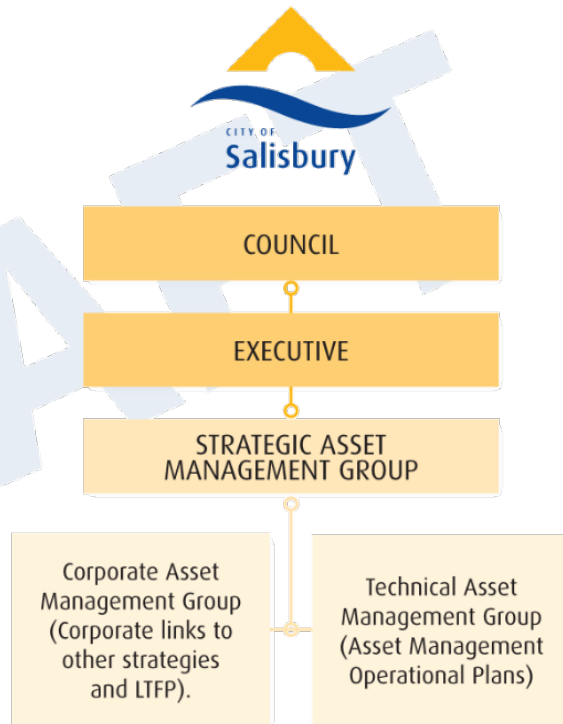 CITY OF
Salisbury
COUNCIL
EXECUTIVE
STRATEGIC ASSET
MANAGEMENT GROUP
Corporate Asset
Management Group
(Corporate links to
other strategies
and LTFP).
Technical Asset
Management Group
(Asset Management
Operational Plans)